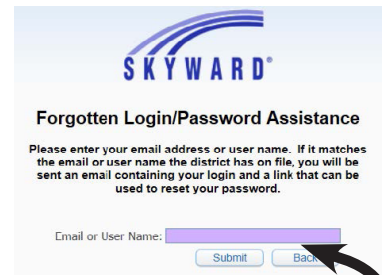 SKYWARD®
Forgotten Login/Password Assistance
Please enter your email address or user name. If it matches
the email or user name the district has on file, you will be
sent an email containing your login and a link that can be
used to reset your password.
Email or User Name:
Submit Back